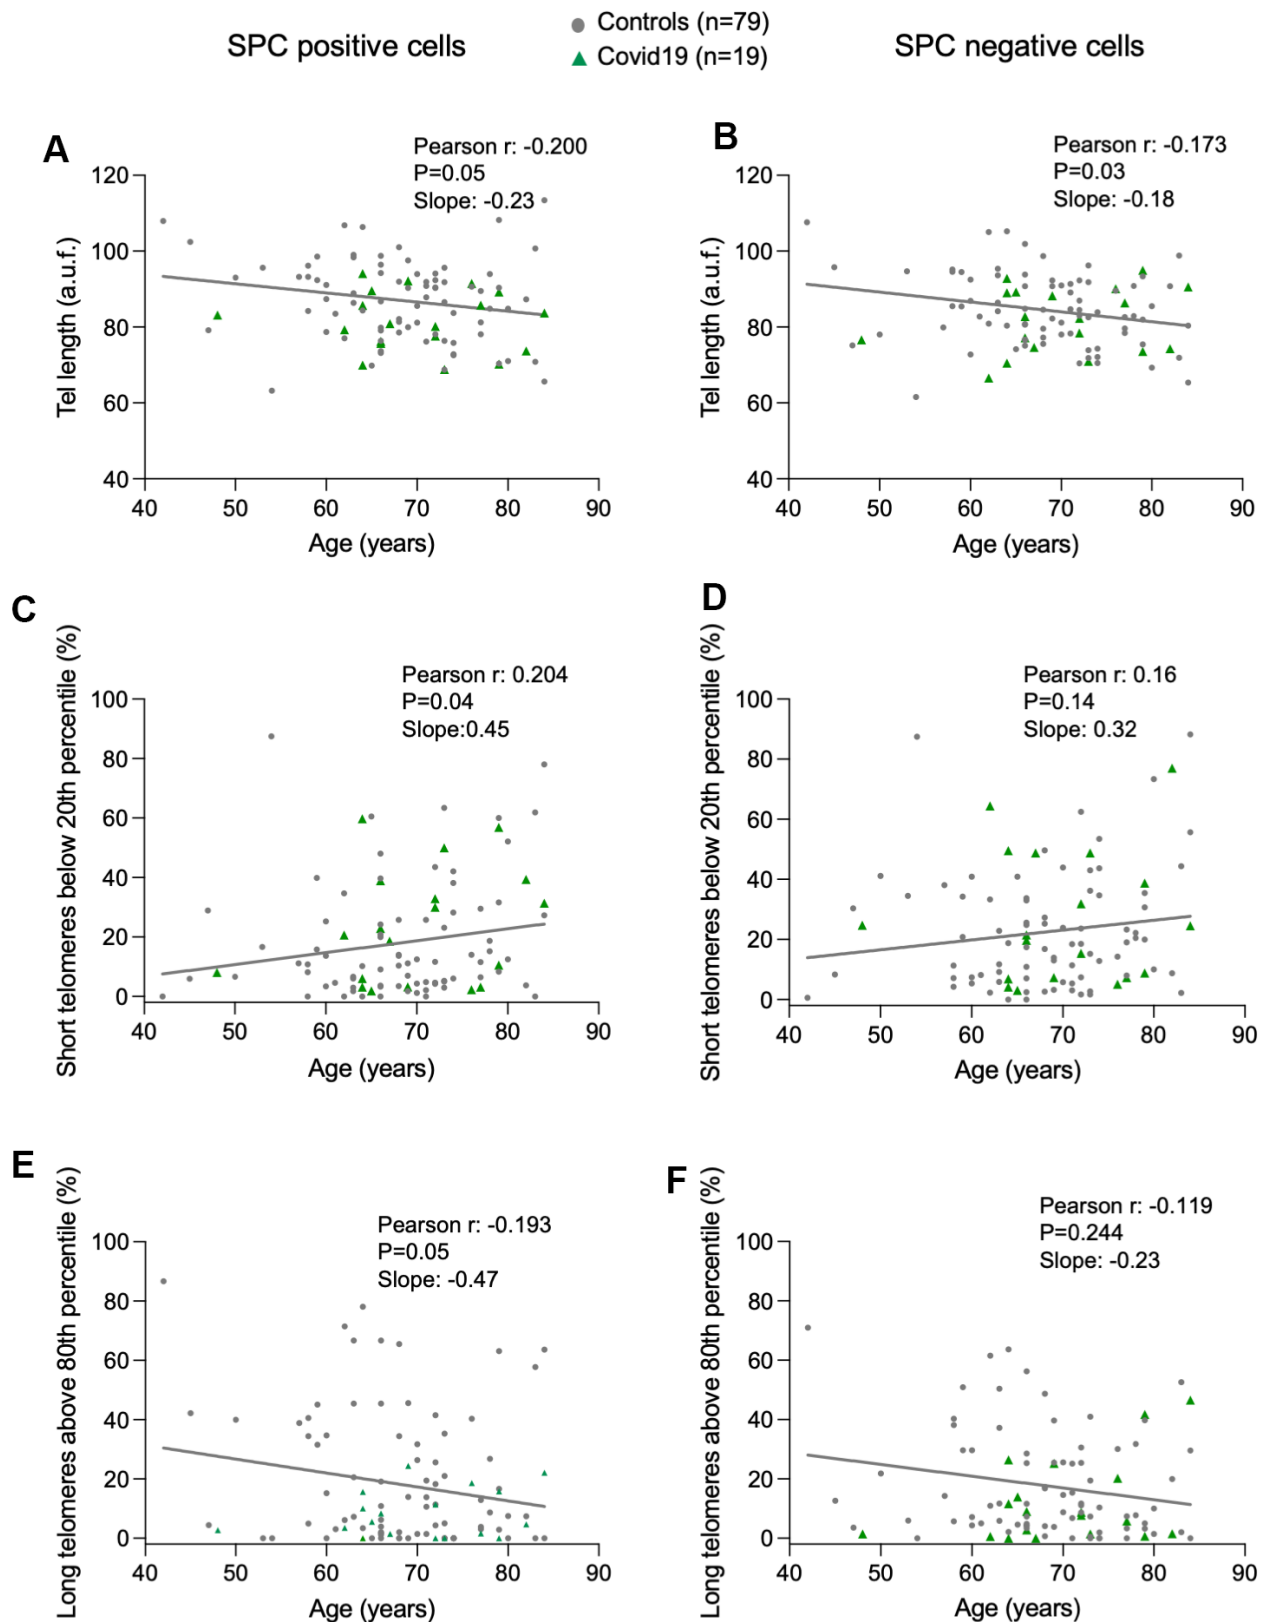 SPC positive cells
Controls (n=79)
Covid19 (n=19)
SPC negative cells
A
Pearson r: -0.200
P=0.05
Slope: -0.23
Tel length (a.u.f.)
120
100
80
60
40
40 50 60 70 80 90
Age (years)
B
Pearson r: -0.173
P=0.03
Slope: -0.18
Tel length (a.u.f.)
120
100
80
60
40
40 50 60 70 80 90
Age (years)
C
Pearson r: 0.204
P=0.04
Slope:0.45
Short telomeres below 20th percentile (%)
100
80
60
40
20
0
40 50 60 70 80 90
Age (years)
D
Pearson r: 0.16
P=0.14
Slope: 0.32
Short telomeres below 20th percentile (%)
100
80
60
40
20
0
40 50 60 70 80 90
Age (years)
E
Pearson r: -0.193
P=0.05
Slope: -0.47
Long telomeres above 80th percentile (%)
100
80
60
40
20
0
40 50 60 70 80 90
Age (years)
F
Pearson r: -0.119
P=0.244
Slope: -0.23
Long telomeres above 80th percentile (%)
100
80
60
40
20
0
40 50 60 70 80 90
Age (years)